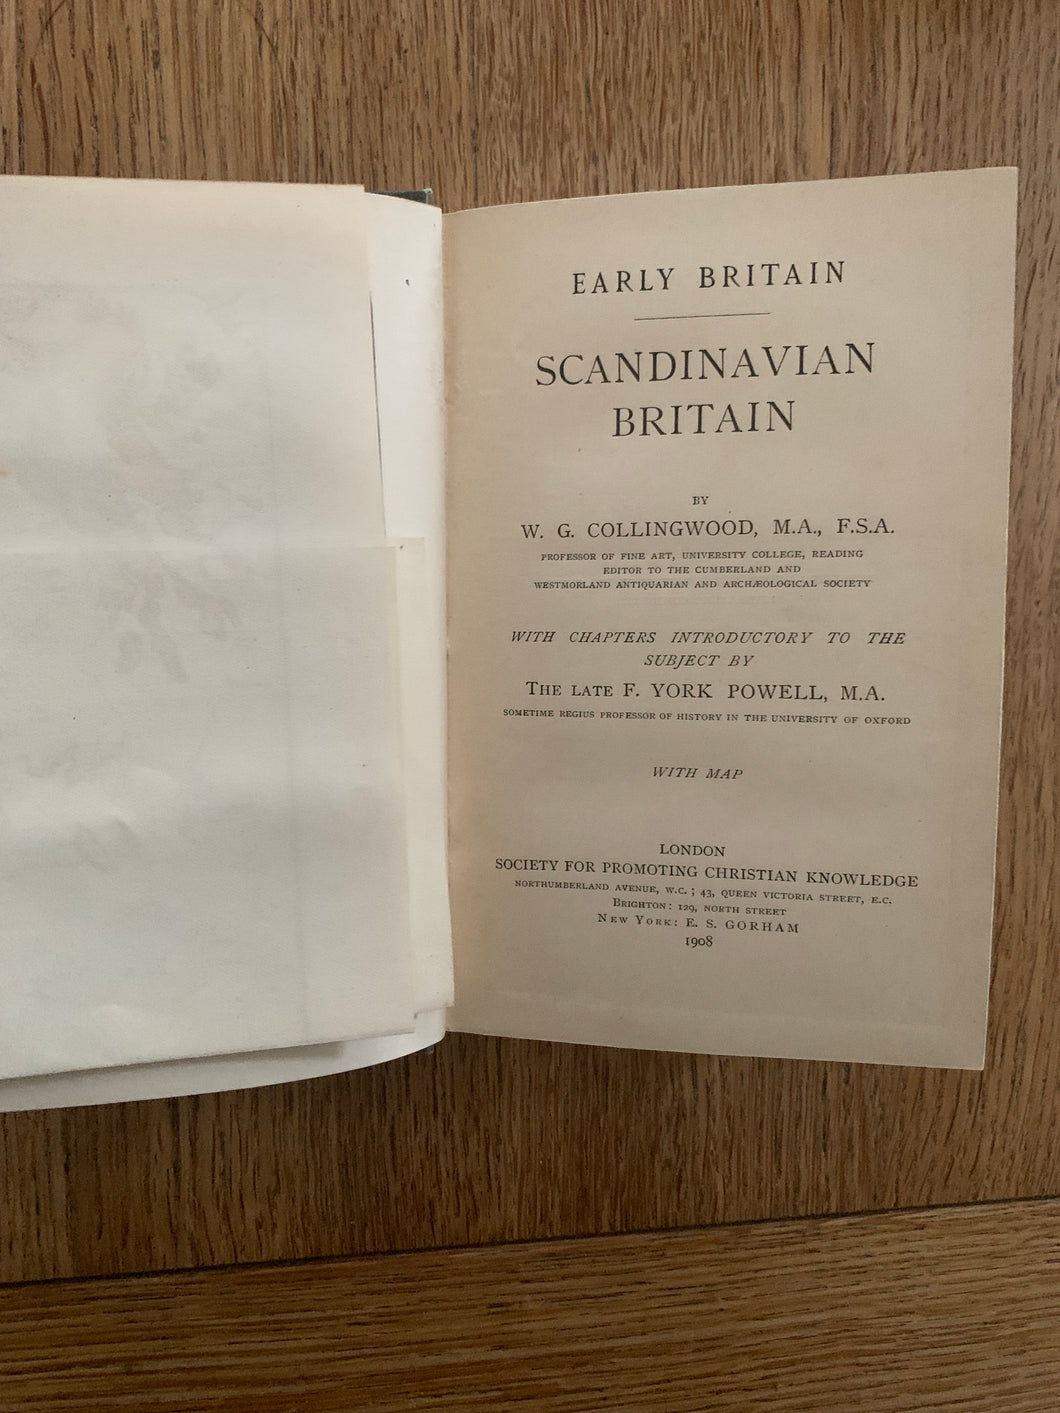 EARLY BRITAIN
SCANDINAVIAN
BRITAIN
BY
W. G. COLLINGWOOD, M.A., F.S.A.
PROFESSOR OF FINE ART, UNIVERSITY COLLEGE, READING
EDITOR TO THE CUMBERLAND AND
WESTMORLAND ANTIQUARIAN AND ARCHÆOLOGICAL SOCIETY
WITH CHAPTERS INTRODUCTORY TO THE
SUBJECT BY
THE LATE F. YORK POWELL, M.A.
SOMETIME REGIUS PROFESSOR OF HISTORY IN THE UNIVERSITY OF OXFORD
WITH MAP
LONDON
SOCIETY FOR PROMOTING CHRISTIAN KNOWLEDGE
NORTHUMBERLAND AVENUE, W.C. ; 43, QUEEN VICTORIA STREET, E.C.
BRIGHTON: 129, NORTH STREET
NEW YORK: E. S. GORHAM
1908